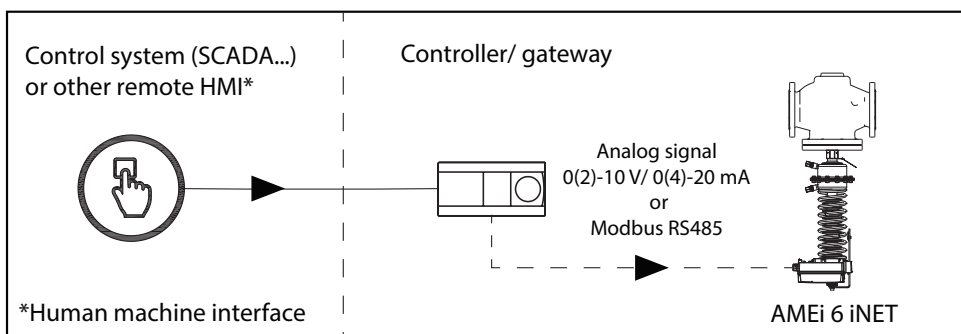 Control system (SCADA...)
or other remote HMI*
Controller/ gateway
Analog signal
0(2)-10 V/ 0(4)-20 mA
or
Modbus RS485
*Human machine interface
AMEi 6 iNET